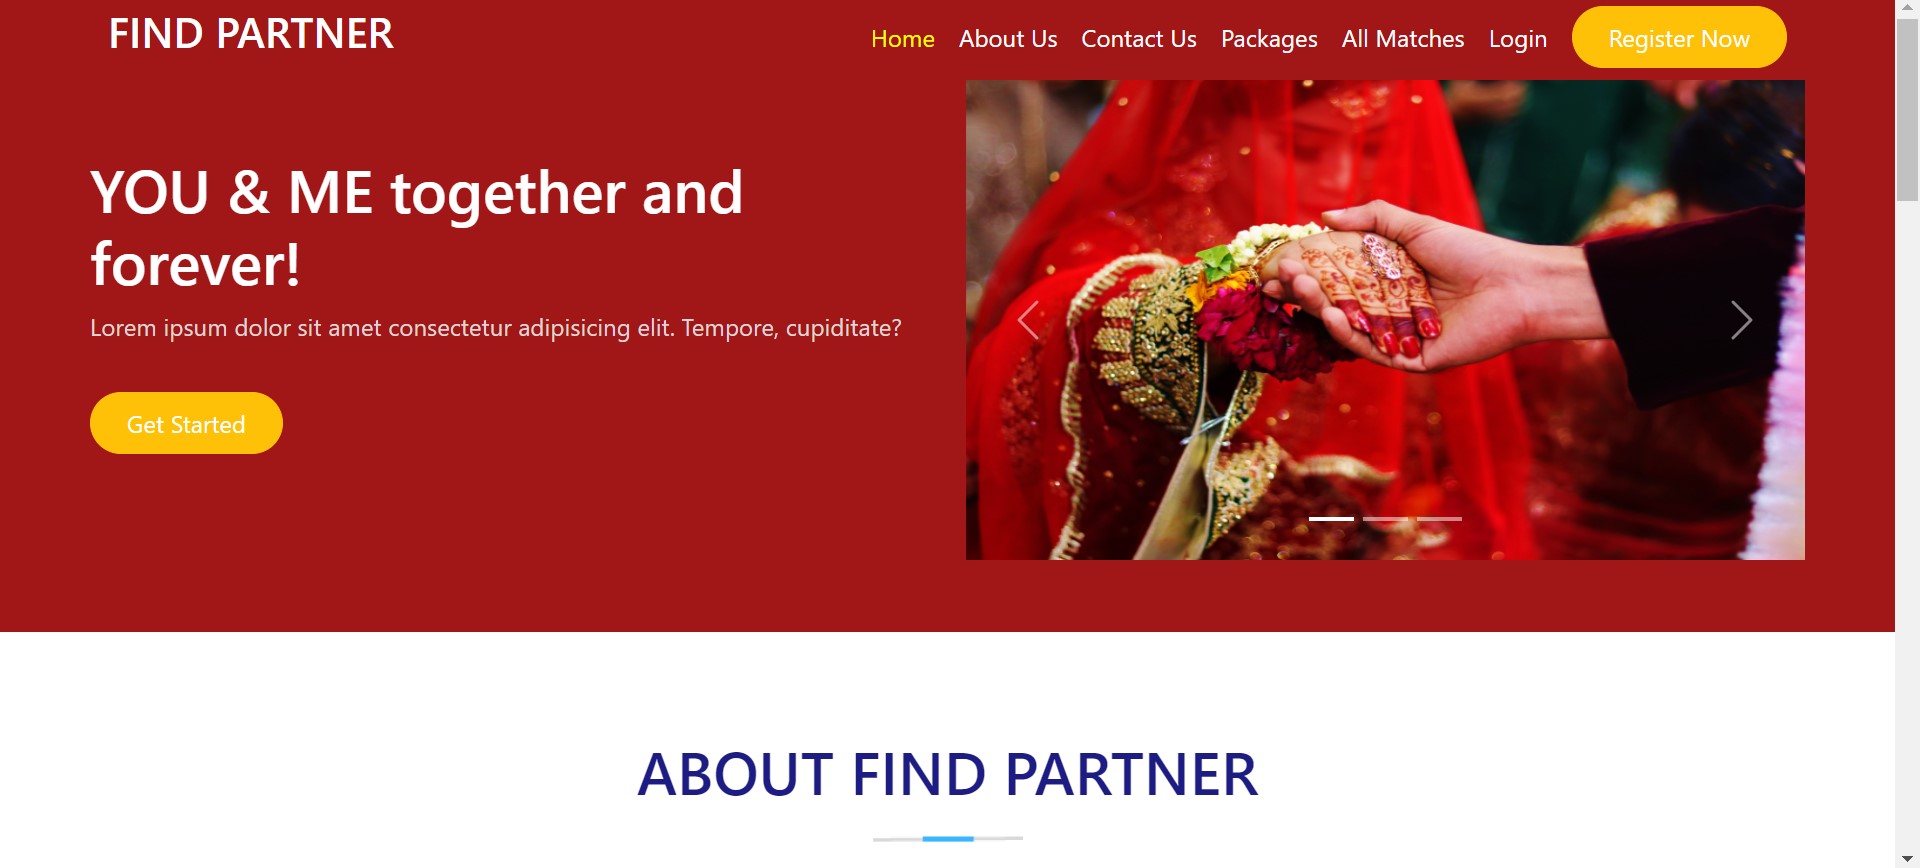 FIND PARTNER
Home About Us Contact Us Packages All Matches Login Register Now
YOU & ME together and
forever!
Lorem ipsum dolor sit amet consectetur adipisicing elit. Tempore, cupiditate?
Get Started
ABOUT FIND PARTNER